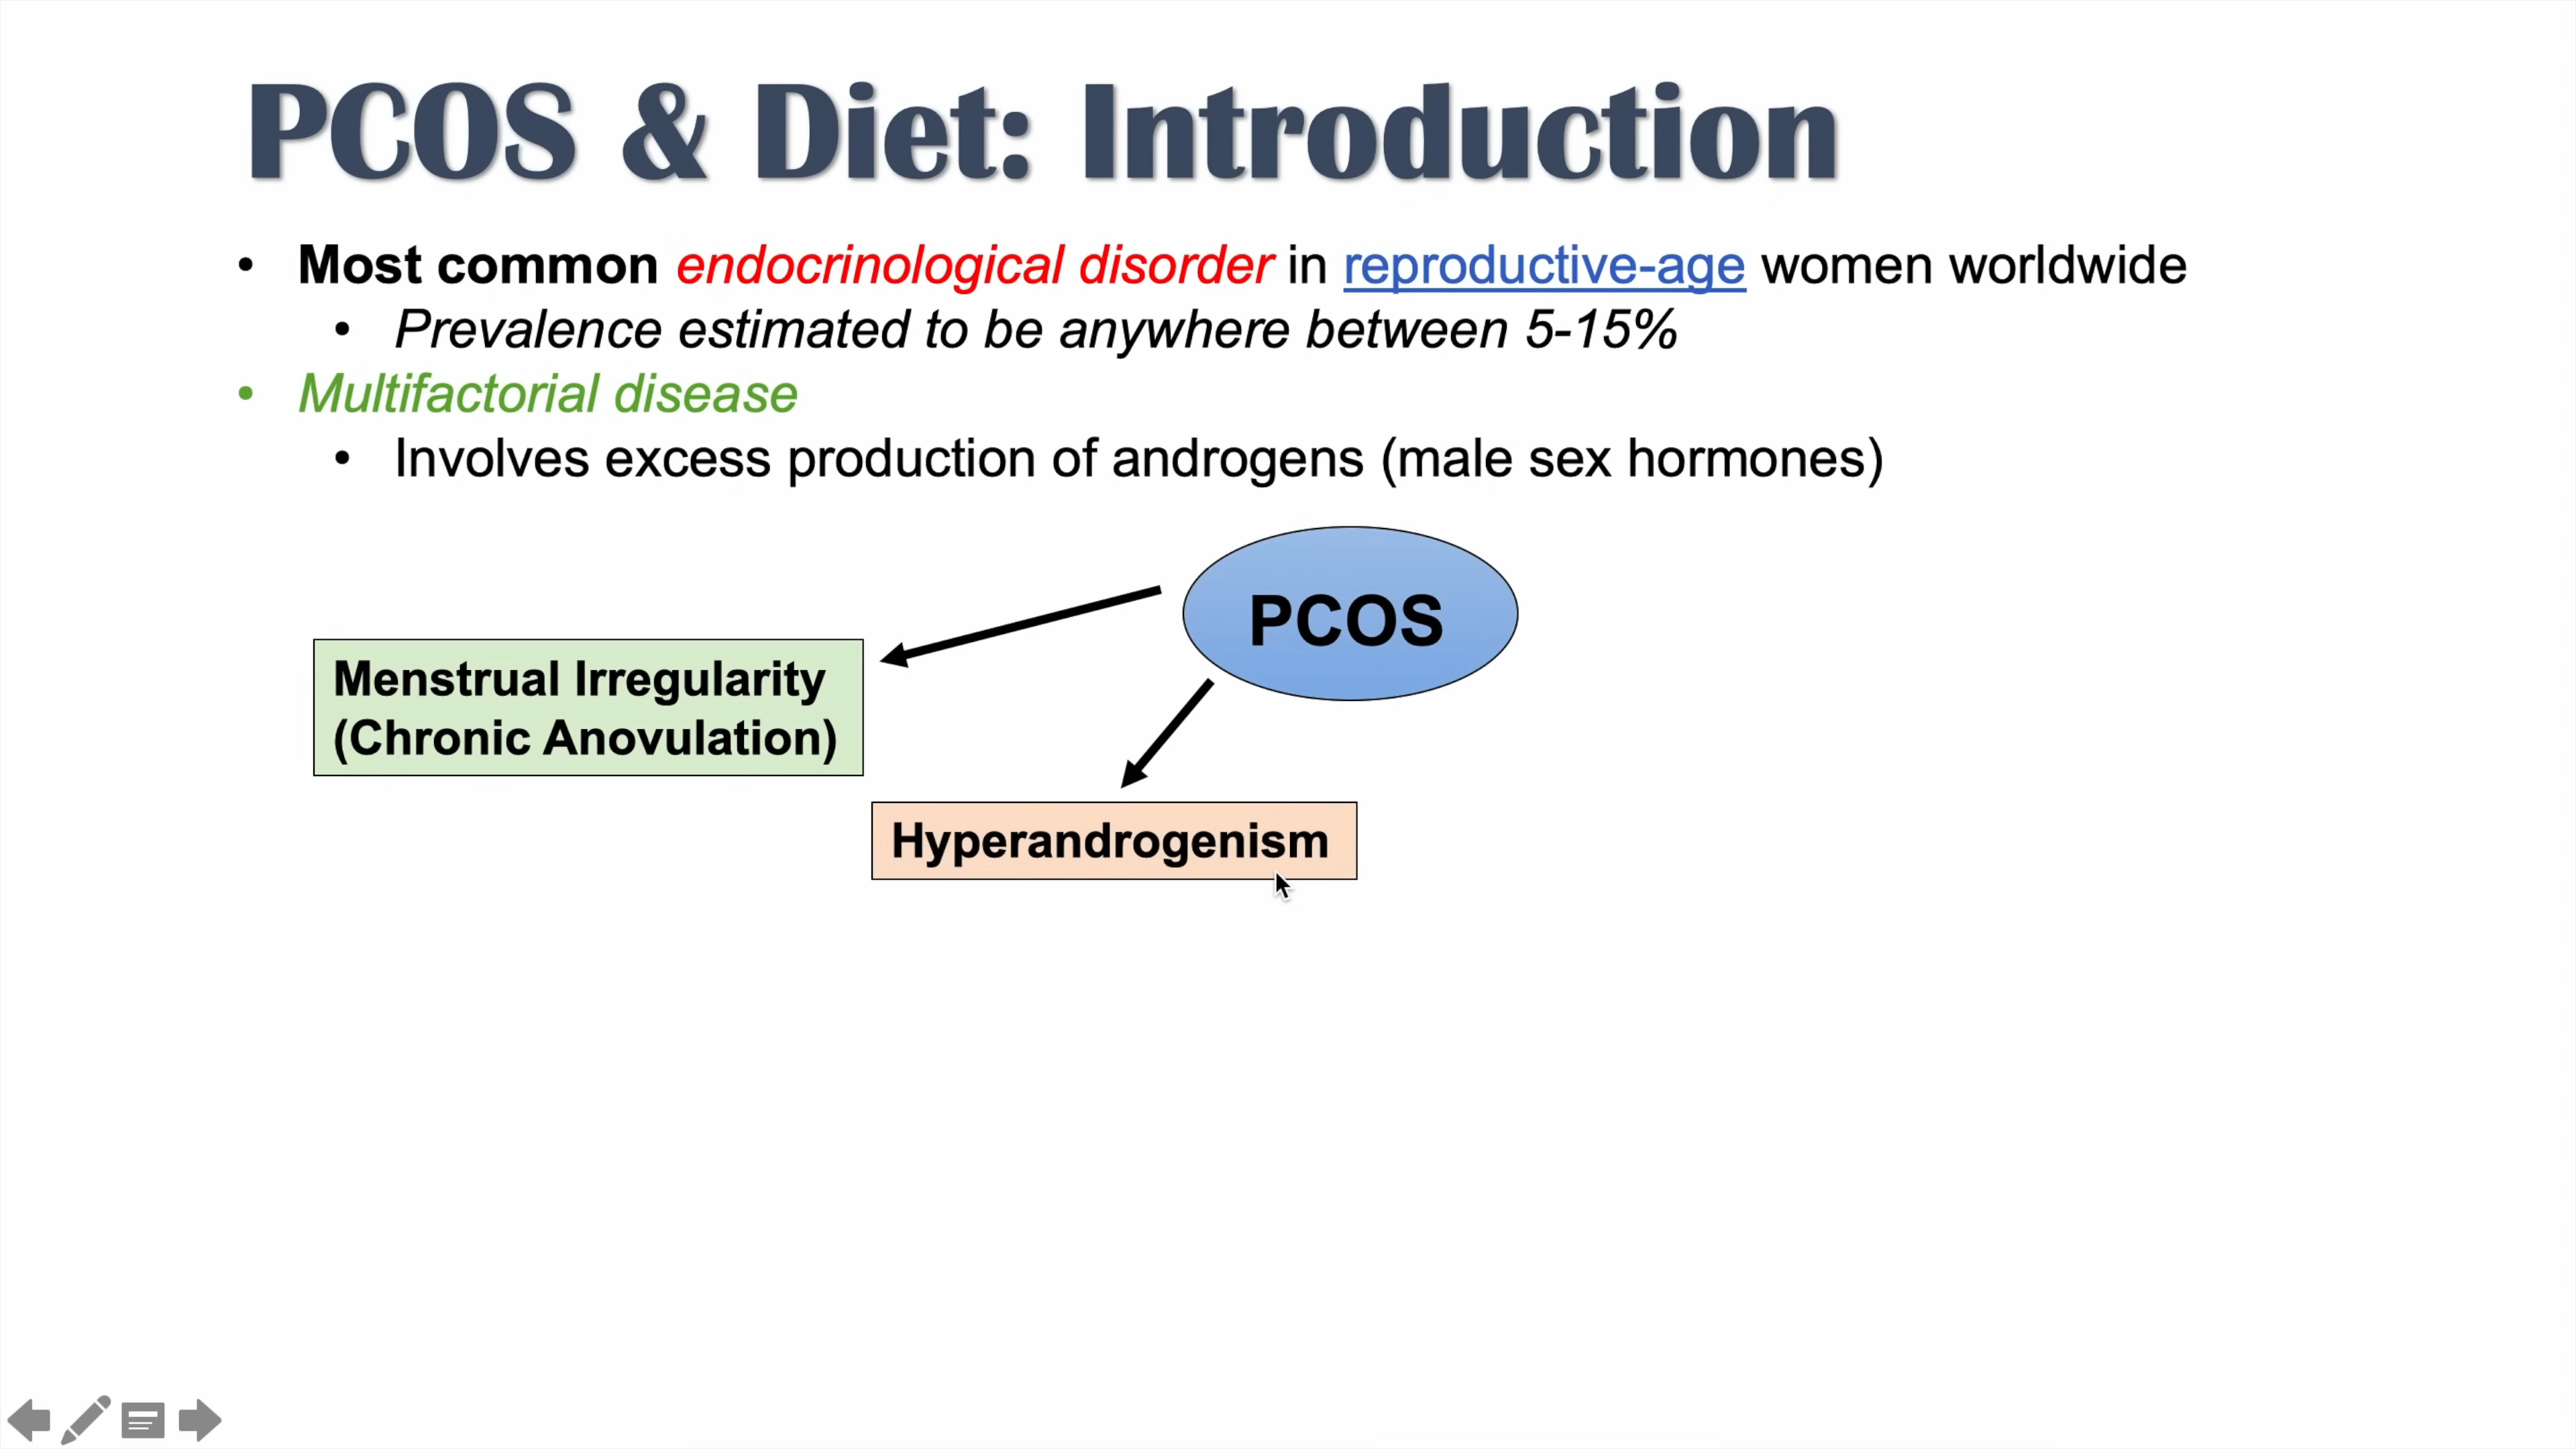 PCOS & Diet: Introduction
• Most common endocrinological disorder in reproductive-age women worldwide
• Prevalence estimated to be anywhere between 5-15%
• Multifactorial disease
• Involves excess production of androgens (male sex hormones)
PCOS
Menstrual Irregularity
(Chronic Anovulation)
Hyperandrogenism